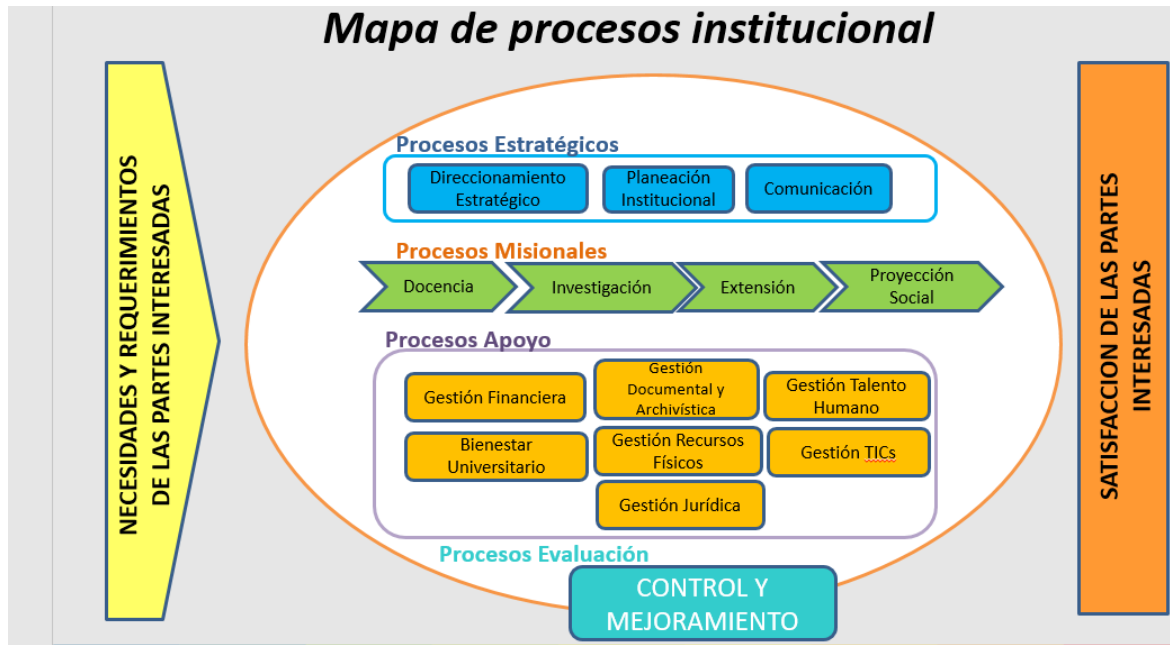 Mapa de procesos institucional
NECESIDADES Y REQUERIMIENTOS
DE LAS PARTES INTERESADAS
Procesos Estratégicos
Direccionamiento
Estratégico
Planeación
Institucional
Comunicación
Procesos Misionales
Docencia
Investigación
Extensión
Proyección
Social
Procesos Apoyo
Gestión Financiera
Gestión
Documental y
Archivística
Gestión Talento
Humano
Bienestar
Universitario
Gestión Recursos
Físicos
Gestión TICs
Gestión Jurídica
Procesos Evaluación
CONTROL Y
MEJORAMIENTO
SATISFACCION DE LAS PARTES
INTERESADAS